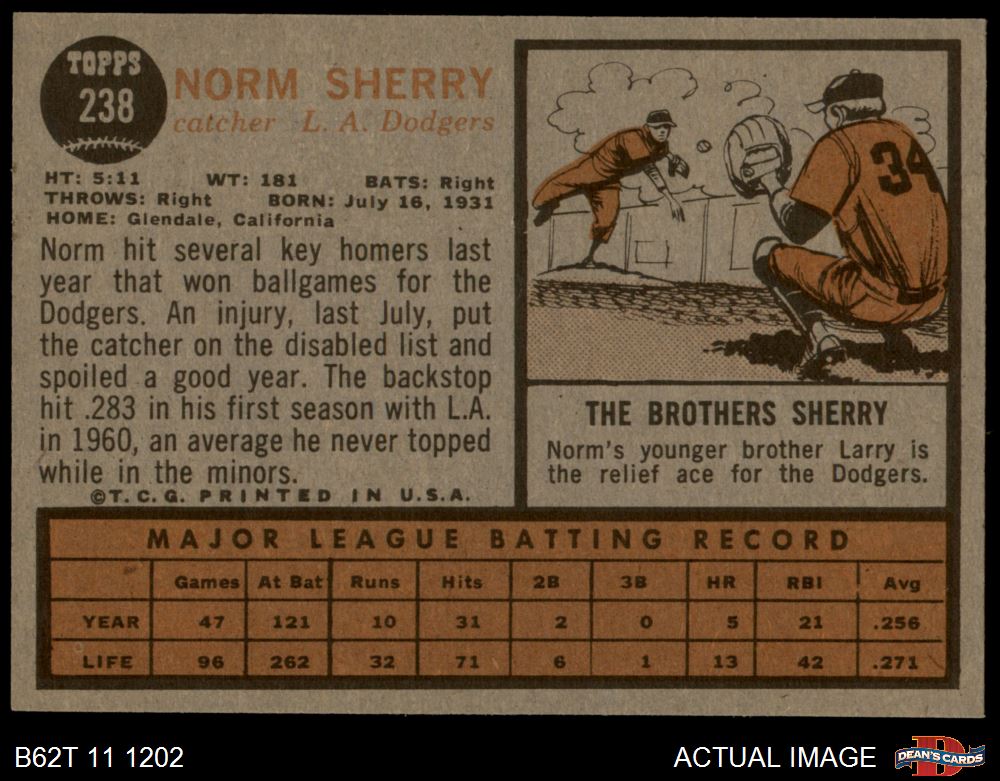 TOPPS
238
NORM SHERRY
catcher L. A. Dodgers
HT: 5:11 WT: 181 BATS: Right
THROWS: Right BORN: July 16, 1931
HOME: Glendale, California
Norm hit several key homers last
year that won ballgames for the
Dodgers. An injury, last July, put
the catcher on the disabled list and
spoiled a good year. The backstop
hit .283 in his first season with L.A.
in 1960, an average he never topped
while in the minors.
©T.C.G. PRINTED IN U.S.A.
34
THE BROTHERS SHERRY
Norm's younger brother Larry is
the relief ace for the Dodgers.
MAJOR LEAGUE BATTING RECORD
Games At Bat Runs Hits 2B 3B HR RBI Avg
YEAR 47 121 10 31 2 0 5 21 .256
LIFE 96 262 32 71 6 1 13 42 .271
B62T 11 1202 ACTUAL IMAGE
D
DEAN'S CARDS